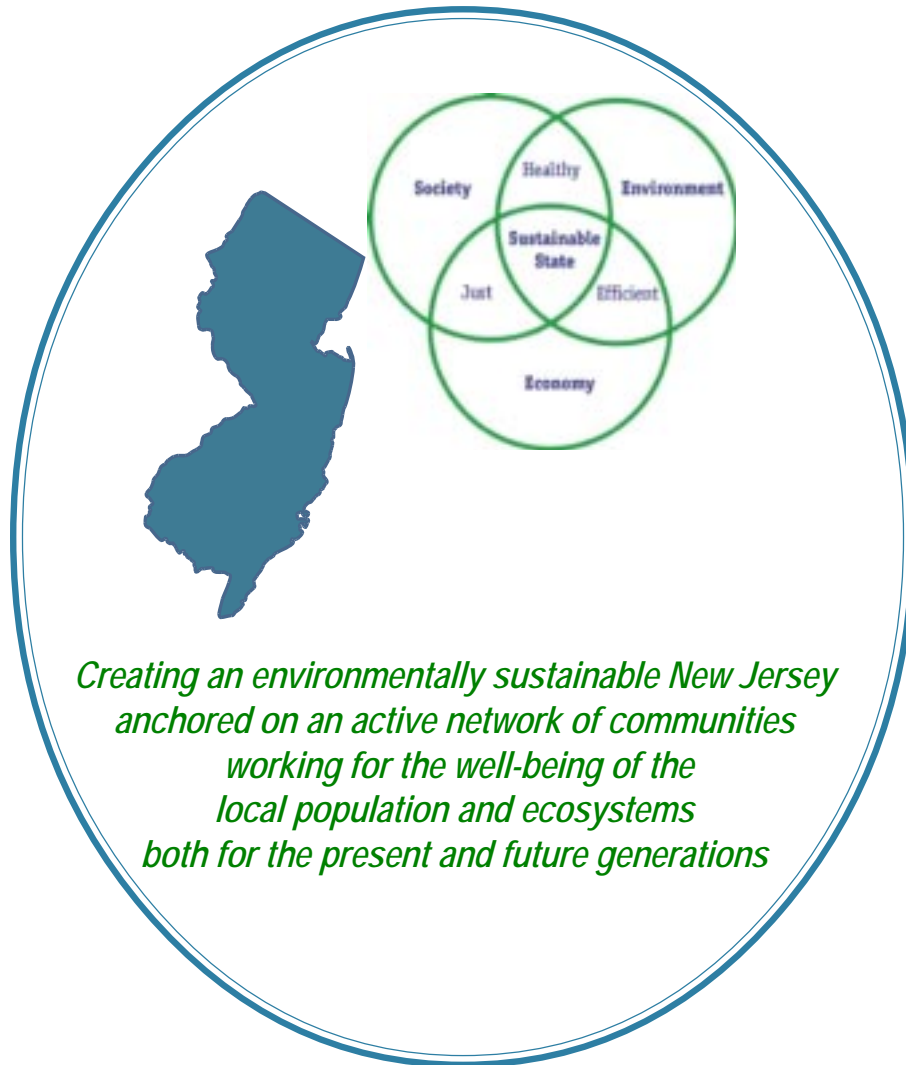 Healthy
Society
Environment
Sustainable
State
Just
Efficient
Economy
Creating an environmentally sustainable New Jersey
anchored on an active network of communities
working for the well-being of the
local population and ecosystems
both for the present and future generations